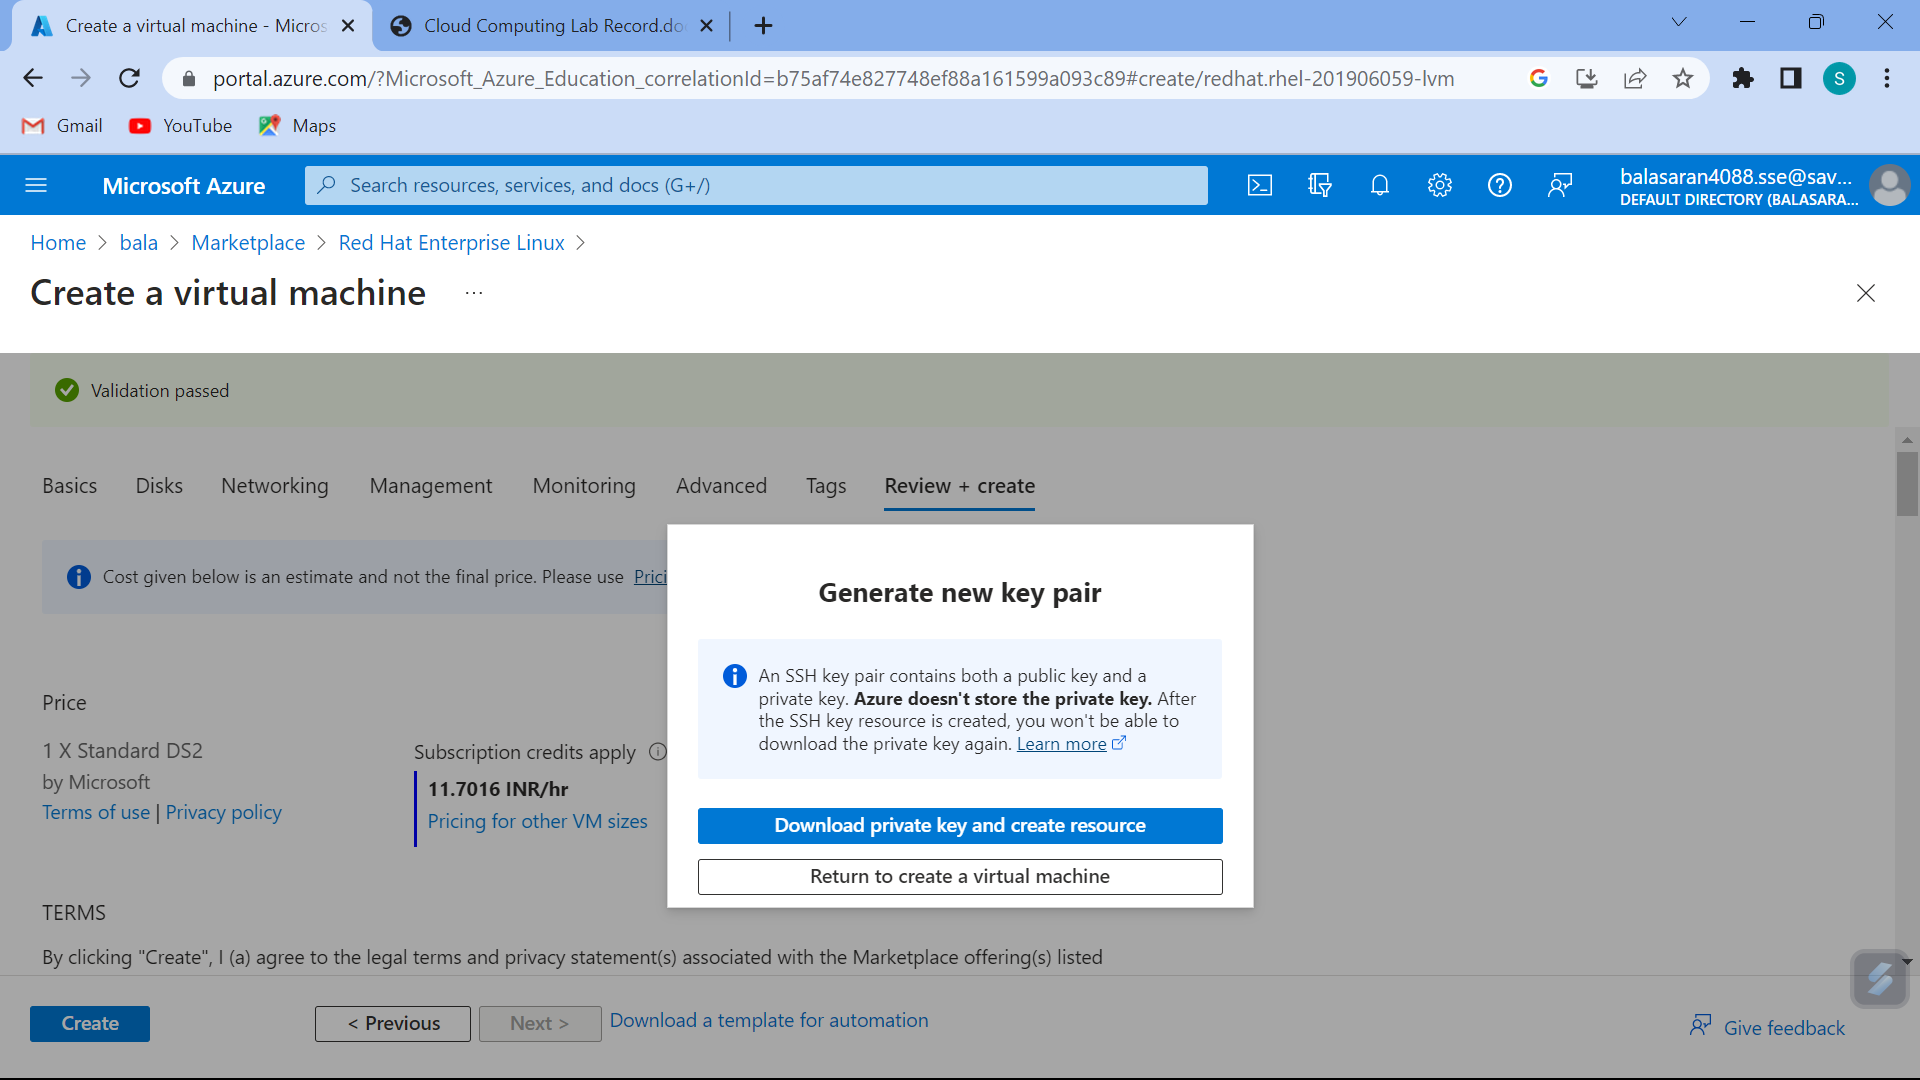 Create a virtual machine - Micros
Cloud Computing Lab Record.do
portal.azure.com/?Microsoft_Azure_Education_correlationId=b75af74e827748ef88a161599a093c89#create/redhat.rhel-201906059-lvm
S
Gmail
YouTube
Maps
Microsoft Azure
Search resources, services, and docs (G+/)
balasaran4088.sse@sav...
DEFAULT DIRECTORY (BALASARA...
Home > bala > Marketplace > Red Hat Enterprise Linux >
Create a virtual machine ...
Validation passed
Basics Disks Networking Management Monitoring Advanced Tags Review + create
Cost given below is an estimate and not the final price. Please use Prici
Generate new key pair
An SSH key pair contains both a public key and a
private key. Azure doesn't store the private key. After
the SSH key resource is created, you won't be able to
download the private key again. Learn more
Download private key and create resource
Return to create a virtual machine
Price
1 X Standard DS2
by Microsoft
Terms of use | Privacy policy
Subscription credits apply
11.7016 INR/hr
Pricing for other VM sizes
TERMS
By clicking "Create", I (a) agree to the legal terms and privacy statement(s) associated with the Marketplace offering(s) listed
Create
< Previous
Next >
Download a template for automation
Give feedback